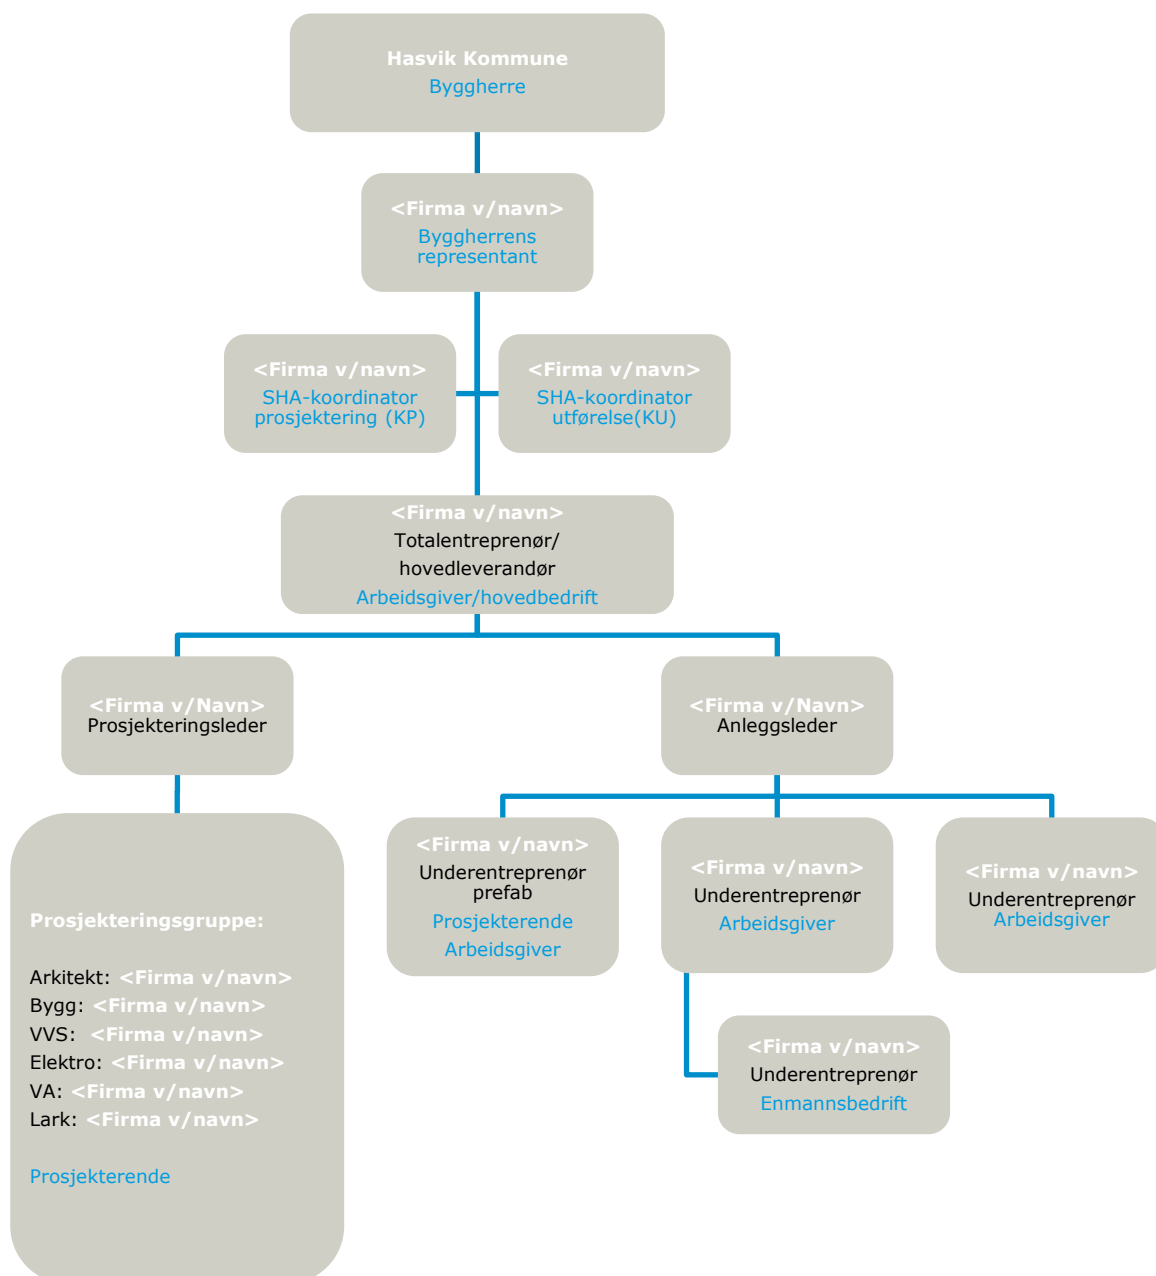 Hasvik Kommune
Byggherre
<Firma v/navn>
Byggherrens
representant
<Firma v/navn>
SHA-koordinator
prosjektering (KP)
<Firma v/navn>
SHA-koordinator
utførelse(KU)
<Firma v/navn>
Totalentreprenør/
hovedleverandør
Arbeidsgiver/hovedbedrift
<Firma v/Navn>
Prosjekteringsleder
<Firma v/Navn>
Anleggsleder
Prosjekteringsgruppe:
Arkitekt: <Firma v/navn>
Bygg: <Firma v/navn>
VVS: <Firma v/navn>
Elektro: <Firma v/navn>
VA: <Firma v/navn>
Lark: <Firma v/navn>
Prosjekterende
<Firma v/navn>
Underentreprenør
prefab
Prosjekterende
Arbeidsgiver
<Firma v/navn>
Underentreprenør
Arbeidsgiver
<Firma v/navn>
Underentreprenør
Arbeidsgiver
<Firma v/navn>
Underentreprenør
Enmannsbedrift